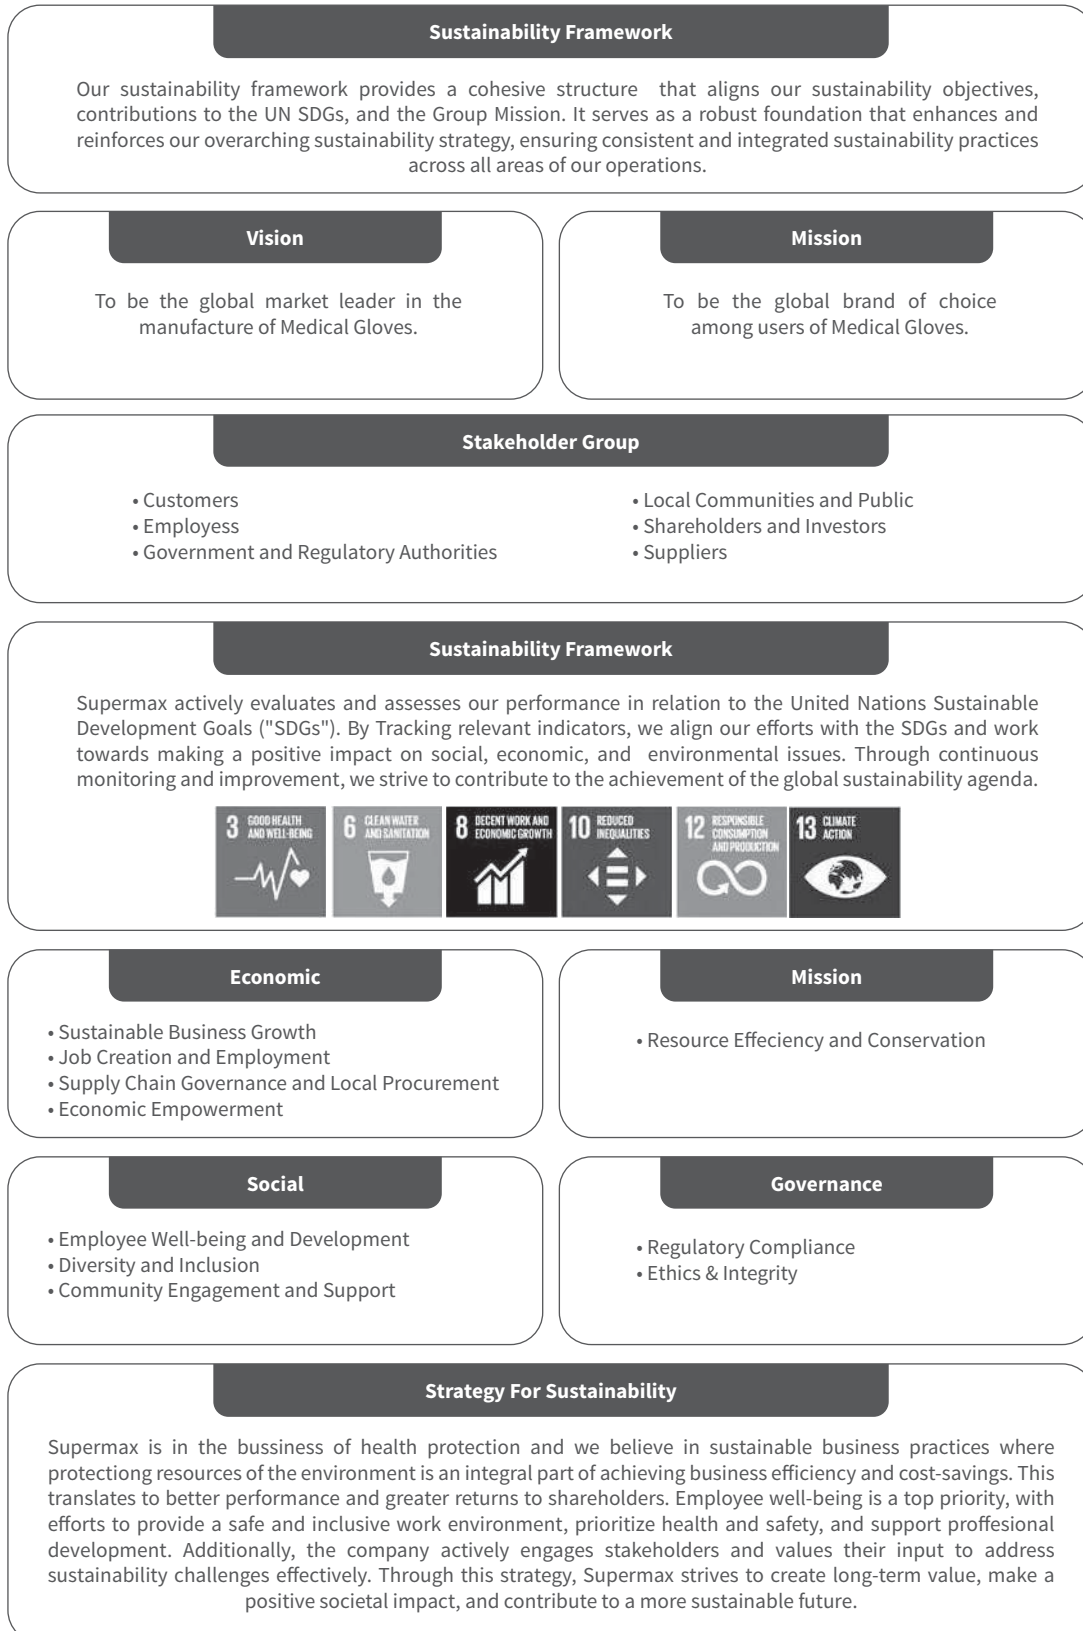 Sustainability Framework
Our sustainability framework provides a cohesive structure that aligns our sustainability objectives,
contributions to the UN SDGs, and the Group Mission. It serves as a robust foundation that enhances and
reinforces our overarching sustainability strategy, ensuring consistent and integrated sustainability practices
across all areas of our operations.
Vision
To be the global market leader in the
manufacture of Medical Gloves.
Mission
To be the global brand of choice
among users of Medical Gloves.
Stakeholder Group
• Customers
• Employess
• Government and Regulatory Authorities
• Local Communities and Public
• Shareholders and Investors
• Suppliers
Sustainability Framework
Supermax actively evaluates and assesses our performance in relation to the United Nations Sustainable
Development Goals ("SDGs"). By Tracking relevant indicators, we align our efforts with the SDGs and work
towards making a positive impact on social, economic, and environmental issues. Through continuous
monitoring and improvement, we strive to contribute to the achievement of the global sustainability agenda.
3 GOOD HEALTH
AND WELL-BEING
6 CLEAN WATER
AND SANITATION
8 DECENT WORK AND
ECONOMIC GROWTH
10 REDUCED
INEQUALITIES
12 RESPONSIBLE
CONSUMPTION
AND PRODUCTION
13 CLIMATE
ACTION
Economic
• Sustainable Business Growth
• Job Creation and Employment
• Supply Chain Governance and Local Procurement
• Economic Empowerment
Mission
• Resource Effeciency and Conservation
Social
• Employee Well-being and Development
• Diversity and Inclusion
• Community Engagement and Support
Governance
• Regulatory Compliance
• Ethics & Integrity
Strategy For Sustainability
Supermax is in the bussiness of health protection and we believe in sustainable business practices where
protectiong resources of the environment is an integral part of achieving business efficiency and cost-savings. This
translates to better performance and greater returns to shareholders. Employee well-being is a top priority, with
efforts to provide a safe and inclusive work environment, prioritize health and safety, and support proffesional
development. Additionally, the company actively engages stakeholders and values their input to address
sustainability challenges effectively. Through this strategy, Supermax strives to create long-term value, make a
positive societal impact, and contribute to a more sustainable future.